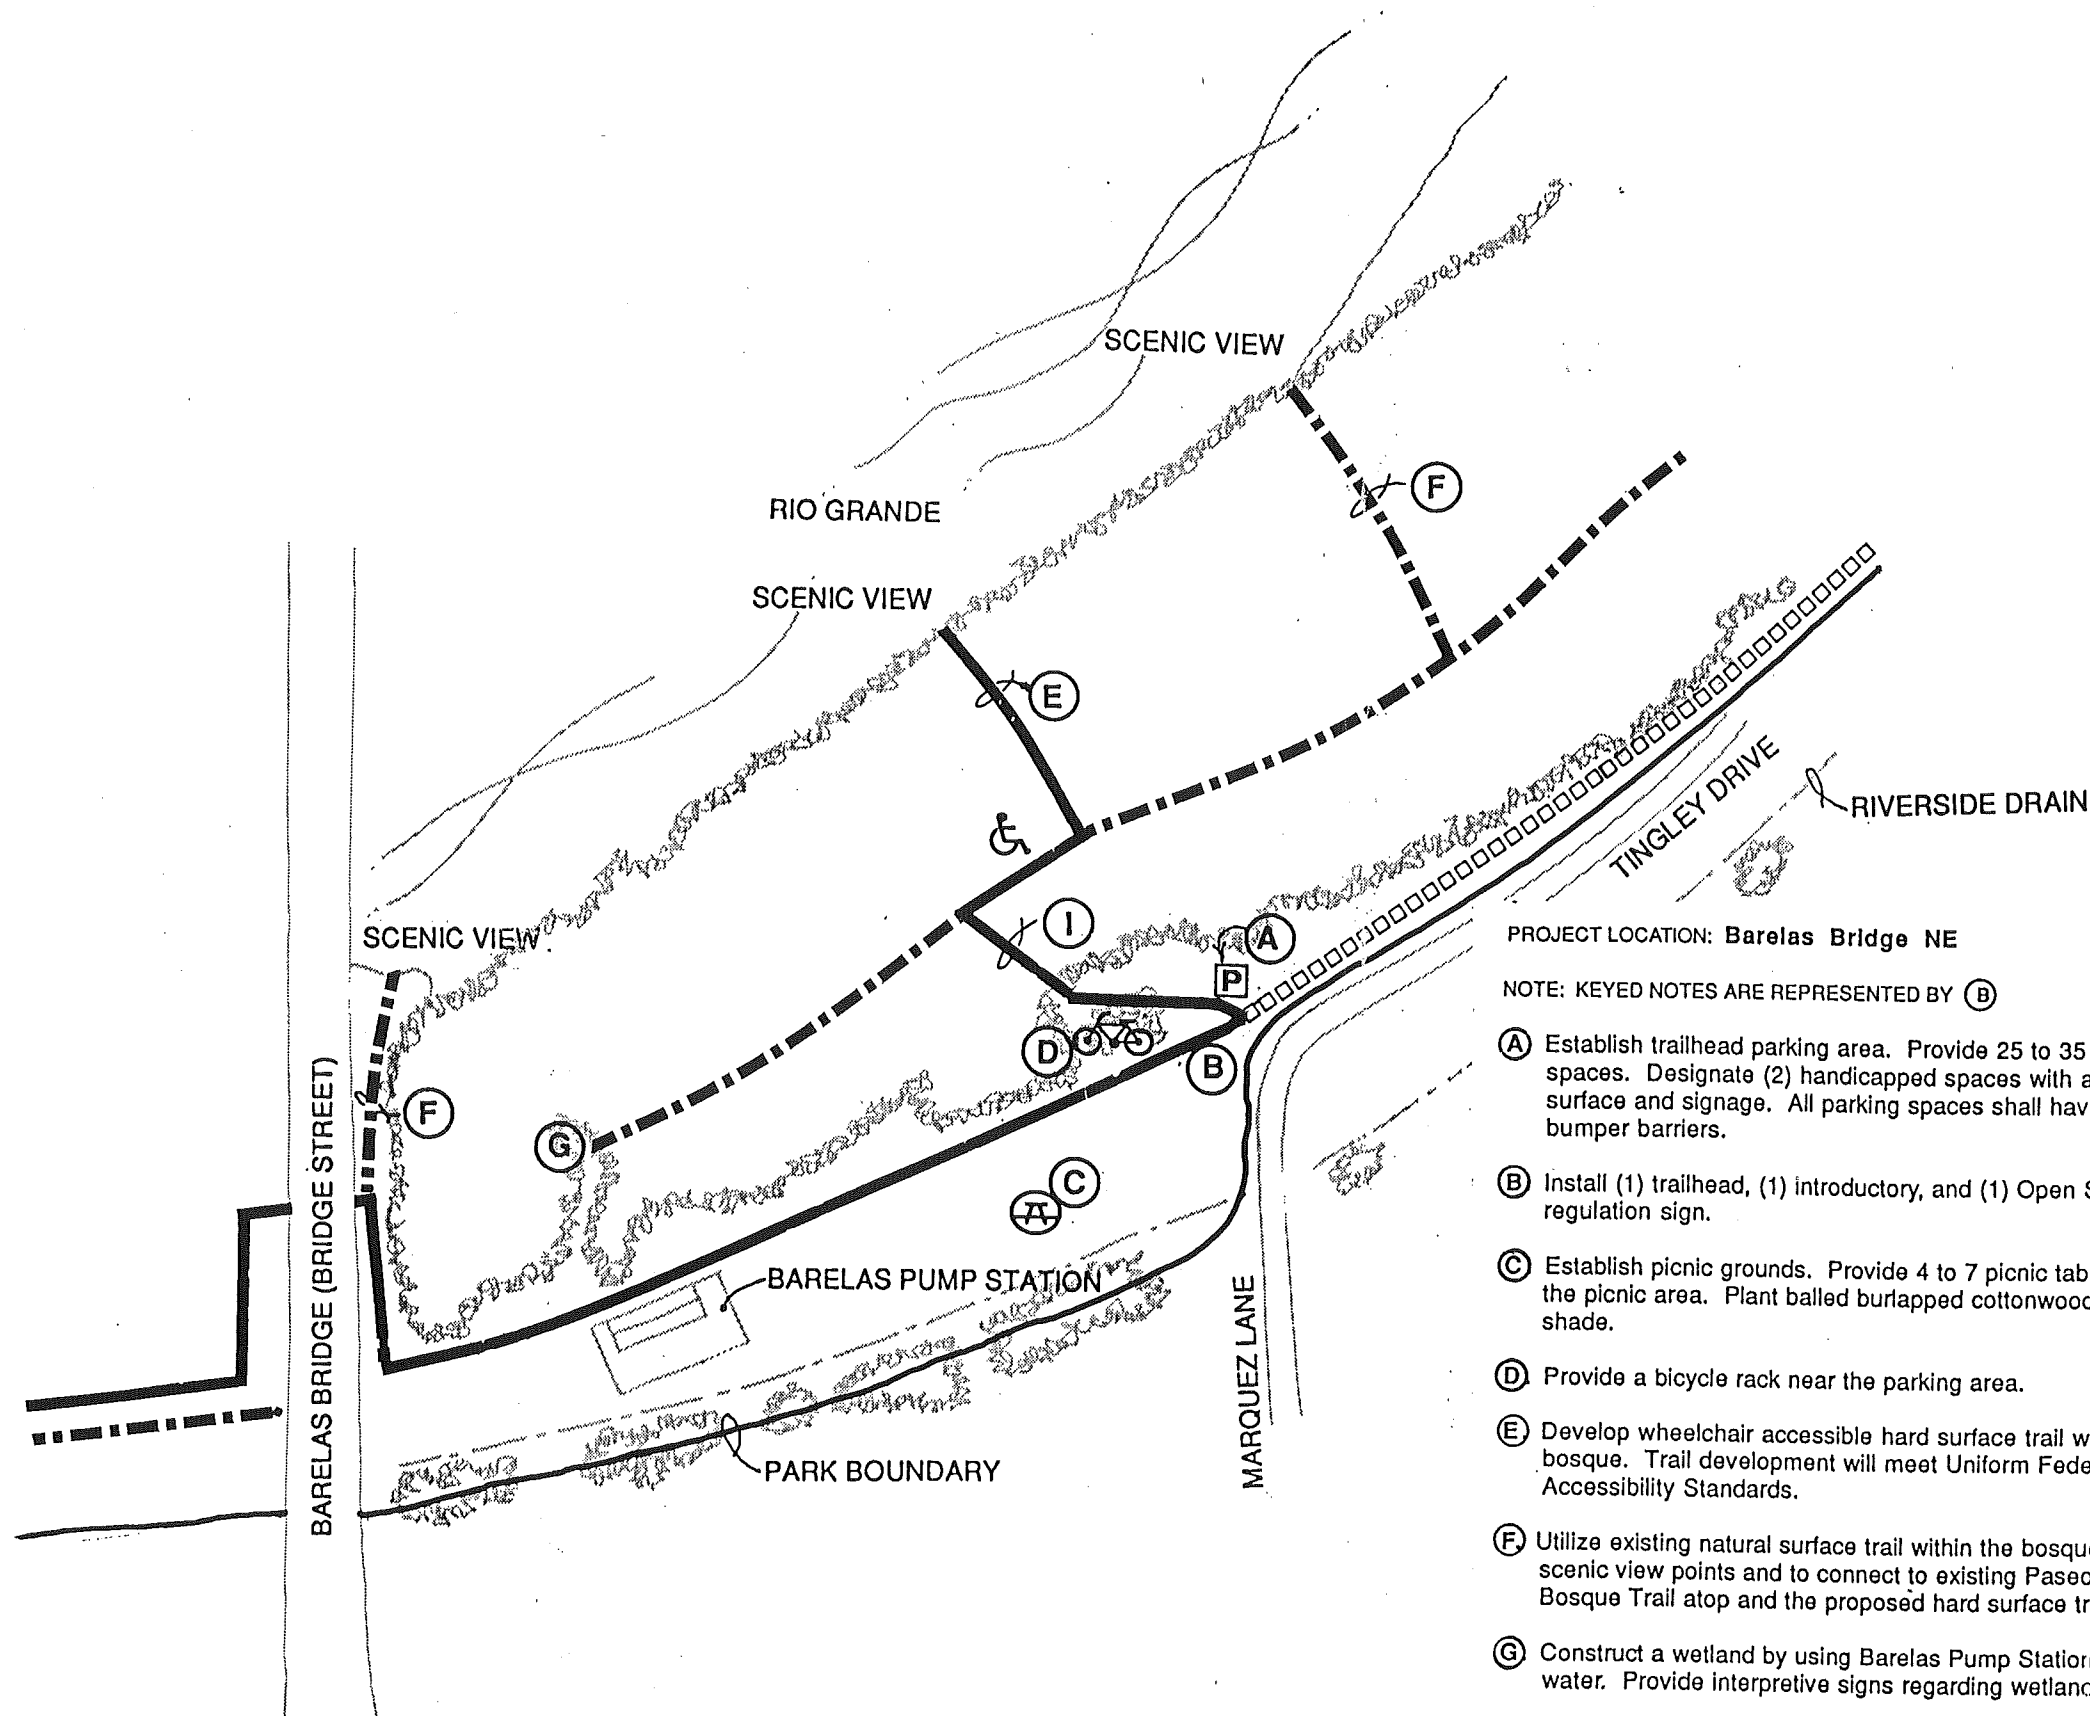 SCENIC VIEW
F
RIO GRANDE
SCENIC VIEW
E
TINGLEY DRIVE
RIVERSIDE DRAIN
I
A
P
SCENIC VIEW
D
B
F
G
C
BARELAS BRIDGE (BRIDGE STREET)
BARELAS PUMP STATION
MARQUEZ LANE
PARK BOUNDARY
PROJECT LOCATION: Barelas Bridge NE
NOTE: KEYED NOTES ARE REPRESENTED BY B
A Establish trailhead parking area. Provide 25 to 35
spaces. Designate (2) handicapped spaces with a
surface and signage. All parking spaces shall hav
bumper barriers.
B Install (1) trailhead, (1) introductory, and (1) Open S
regulation sign.
C Establish picnic grounds. Provide 4 to 7 picnic tab
the picnic area. Plant balled burlapped cottonwood
shade.
D Provide a bicycle rack near the parking area.
E Develop wheelchair accessible hard surface trail w
bosque. Trail development will meet Uniform Fede
Accessibility Standards.
F Utilize existing natural surface trail within the bosque
scenic view points and to connect to existing Paseo
Bosque Trail atop and the proposed hard surface tr
G Construct a wetland by using Barelas Pump Station
water. Provide interpretive signs regarding wetland